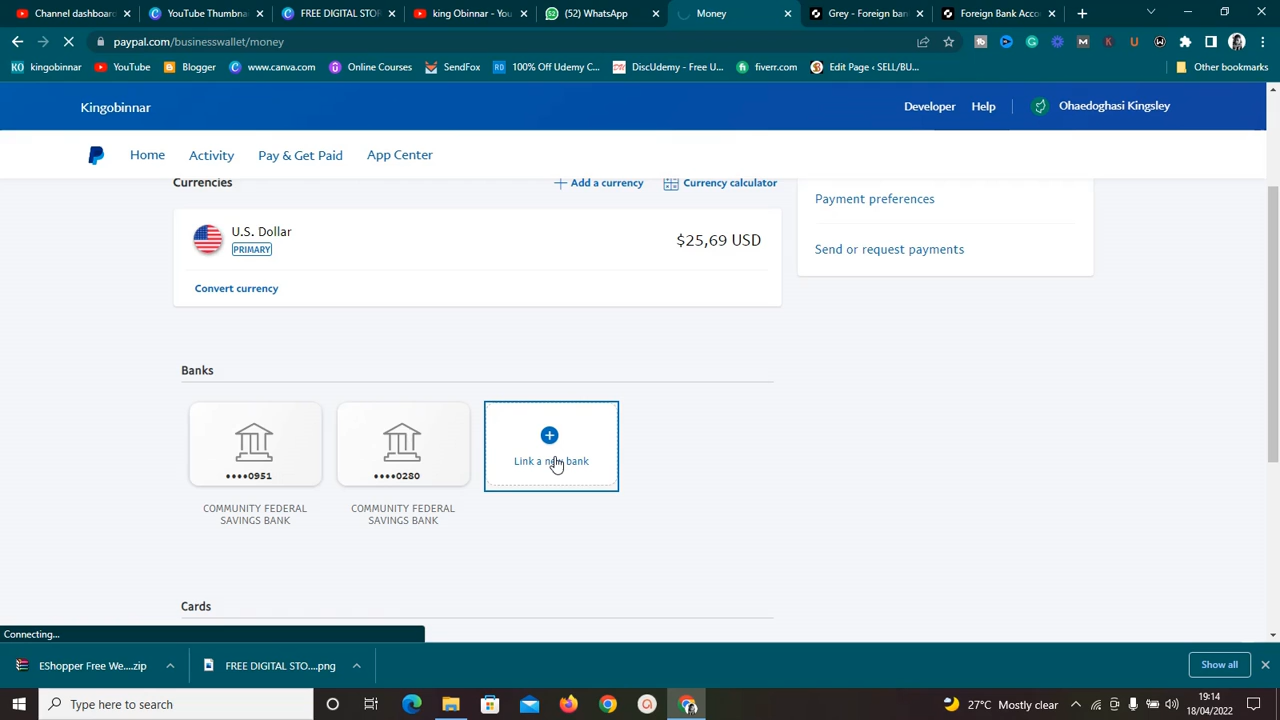 Channel dashboard
YouTube Thumbna
FREE DIGITAL STOR
king Obinnar - You
(52) WhatsApp
Money
Grey - Foreign ban
Foreign Bank Acco
paypal.com/businesswallet/money
kingobinnar
YouTube
Blogger
www.canva.com
Online Courses
SendFox
100% Off Udemy C...
DiscUdemy - Free U...
fiverr.com
Edit Page ‹ SELL/BU...
Other bookmarks
Kingobinnar
Developer
Help
Ohaedoghasi Kingsley
Home
Activity
Pay & Get Paid
App Center
Currencies
Add a currency
Currency calculator
U.S. Dollar
PRIMARY
$25,69 USD
Convert currency
Payment preferences
Send or request payments
Banks
••••0951
••••0280
Link a new bank
COMMUNITY FEDERAL
SAVINGS BANK
COMMUNITY FEDERAL
SAVINGS BANK
Cards
Connecting...
EShopper Free We....zip
FREE DIGITAL STO....png
Show all
Type here to search
27°C Mostly clear
19:14
18/04/2022